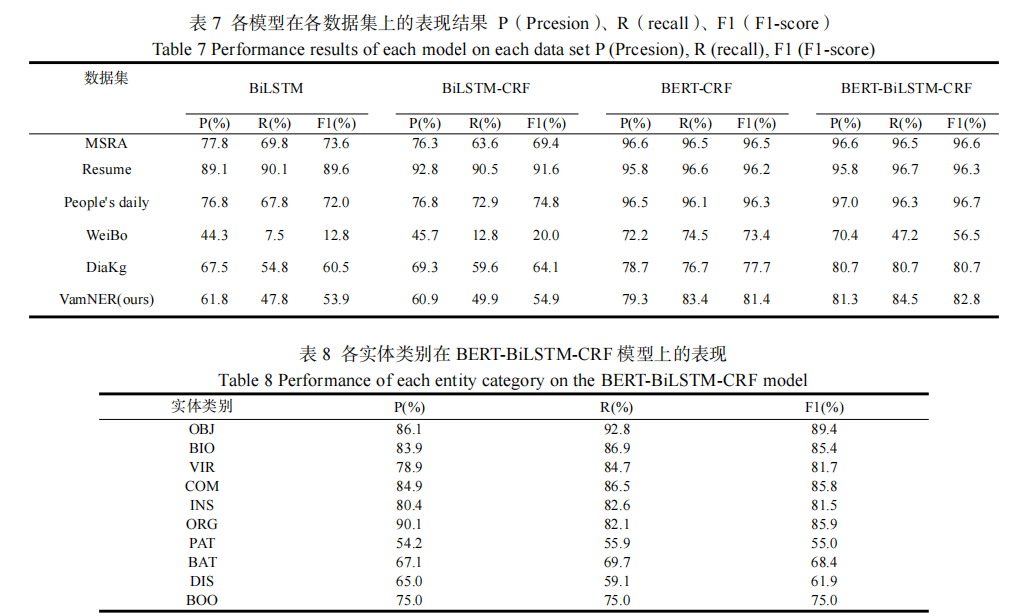 表 7 各模型在各数据集上的表现结果 P（Prcesion）、R（recall）、F1（F1-score）
Table 7 Performance results of each model on each data set P (Prcesion), R (recall), F1 (F1-score)
数据集 BiLSTM BiLSTM-CRF BERT-CRF BERT-BiLSTM-CRF
P(%) R(%) F1(%) P(%) R(%) F1(%) P(%) R(%) F1(%) P(%) R(%) F1(%)
MSRA 77.8 69.8 73.6 76.3 63.6 69.4 96.6 96.5 96.5 96.6 96.5 96.6
Resume 89.1 90.1 89.6 92.8 90.5 91.6 95.8 96.6 96.2 95.8 96.7 96.3
People's daily 76.8 67.8 72.0 76.8 72.9 74.8 96.5 96.1 96.3 97.0 96.3 96.7
WeiBo 44.3 7.5 12.8 45.7 12.8 20.0 72.2 74.5 73.4 70.4 47.2 56.5
DiaKg 67.5 54.8 60.5 69.3 59.6 64.1 78.7 76.7 77.7 80.7 80.7 80.7
VamNER(ours) 61.8 47.8 53.9 60.9 49.9 54.9 79.3 83.4 81.4 81.3 84.5 82.8
表 8 各实体类别在 BERT-BiLSTM-CRF 模型上的表现
Table 8 Performance of each entity category on the BERT-BiLSTM-CRF model
实体类别 P(%) R(%) F1(%)
OBJ 86.1 92.8 89.4
BIO 83.9 86.9 85.4
VIR 78.9 84.7 81.7
COM 84.9 86.5 85.8
INS 80.4 82.6 81.5
ORG 90.1 82.1 85.9
PAT 54.2 55.9 55.0
BAT 67.1 69.7 68.4
DIS 65.0 59.1 61.9
BOO 75.0 75.0 75.0